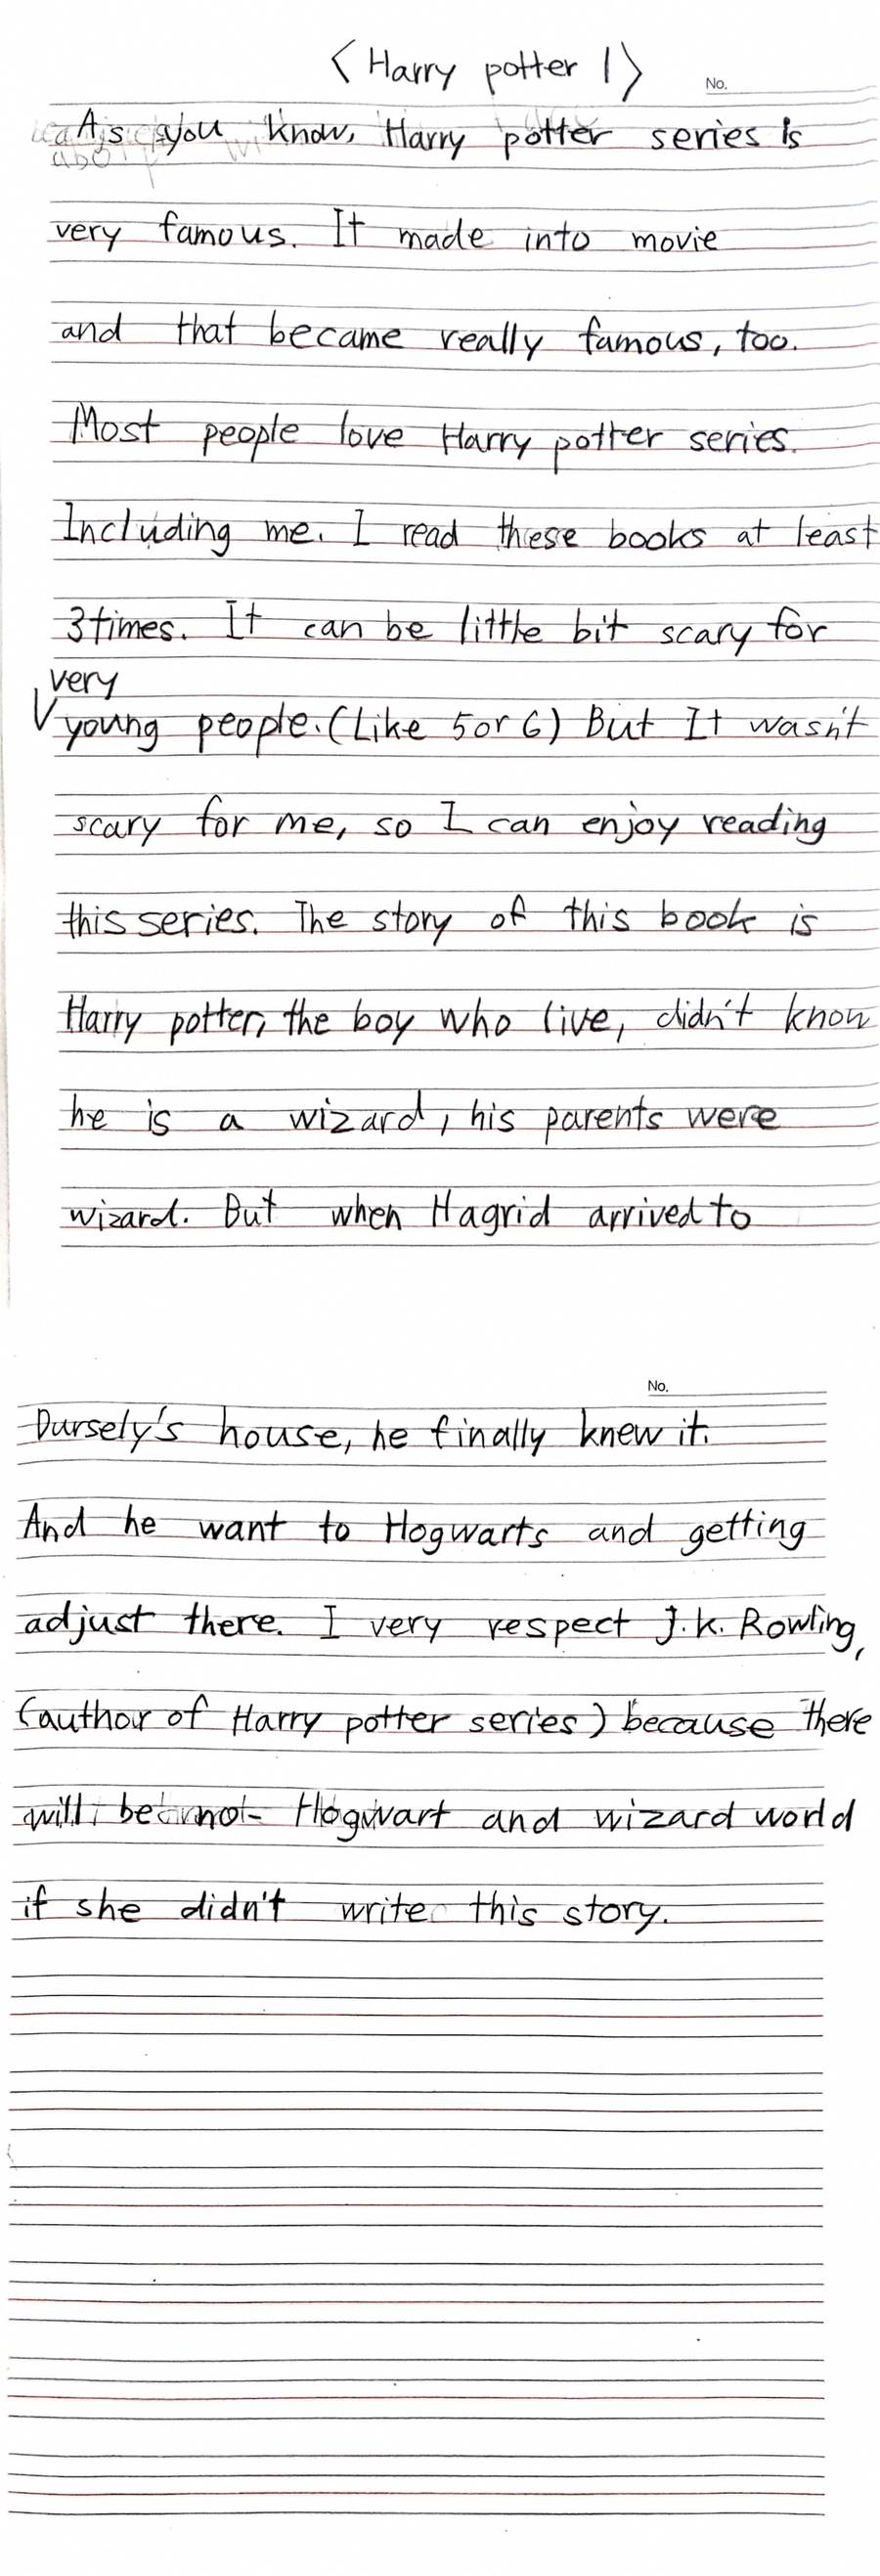 <Harry potter 1>
No.
As you know, Harry potter series is
very famous. It made into movie
and that became really famous, too.
Most people love Harry potter series.
Including me. I read these books at least
3times. It can be little bit scary for
very
young people.(Like 5 or 6) But It wasn't
scary for me, so I can enjoy reading
this series. The story of this book is
Harry potter, the boy who live, didn't know
he is a wizard, his parents were
wizard. But when Hagrid arrived to
No.
Dursely's house, he finally knew it.
And he want to Hogwarts and getting
adjust there. I very respect J.K. Rowling,
(author of Harry potter series) because there
will be not Hogwart and wizard world
if she didn't write this story.